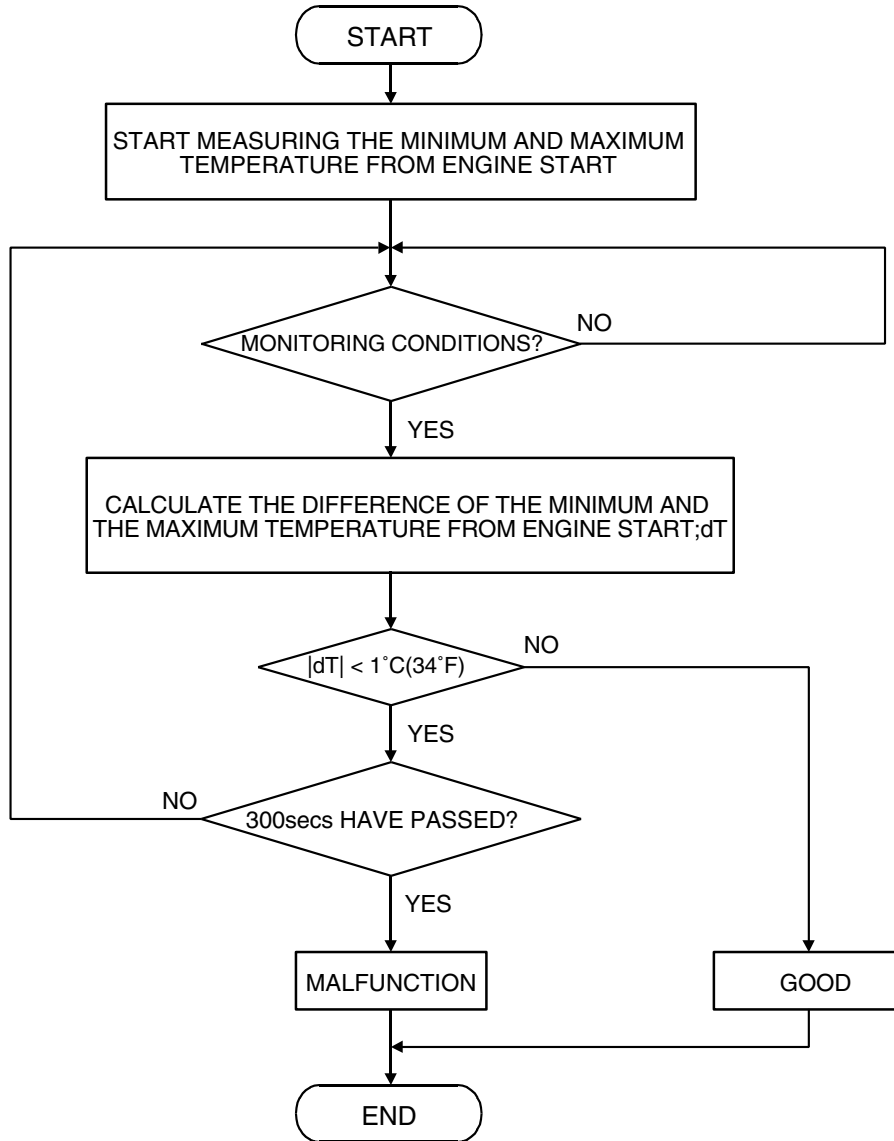 START
START MEASURING THE MINIMUM AND MAXIMUM
TEMPERATURE FROM ENGINE START
MONITORING CONDITIONS?
NO
YES
CALCULATE THE DIFFERENCE OF THE MINIMUM AND
THE MAXIMUM TEMPERATURE FROM ENGINE START;dT
|dT| < 1˚C(34˚F)
NO
YES
300secs HAVE PASSED?
NO
YES
MALFUNCTION
GOOD
END